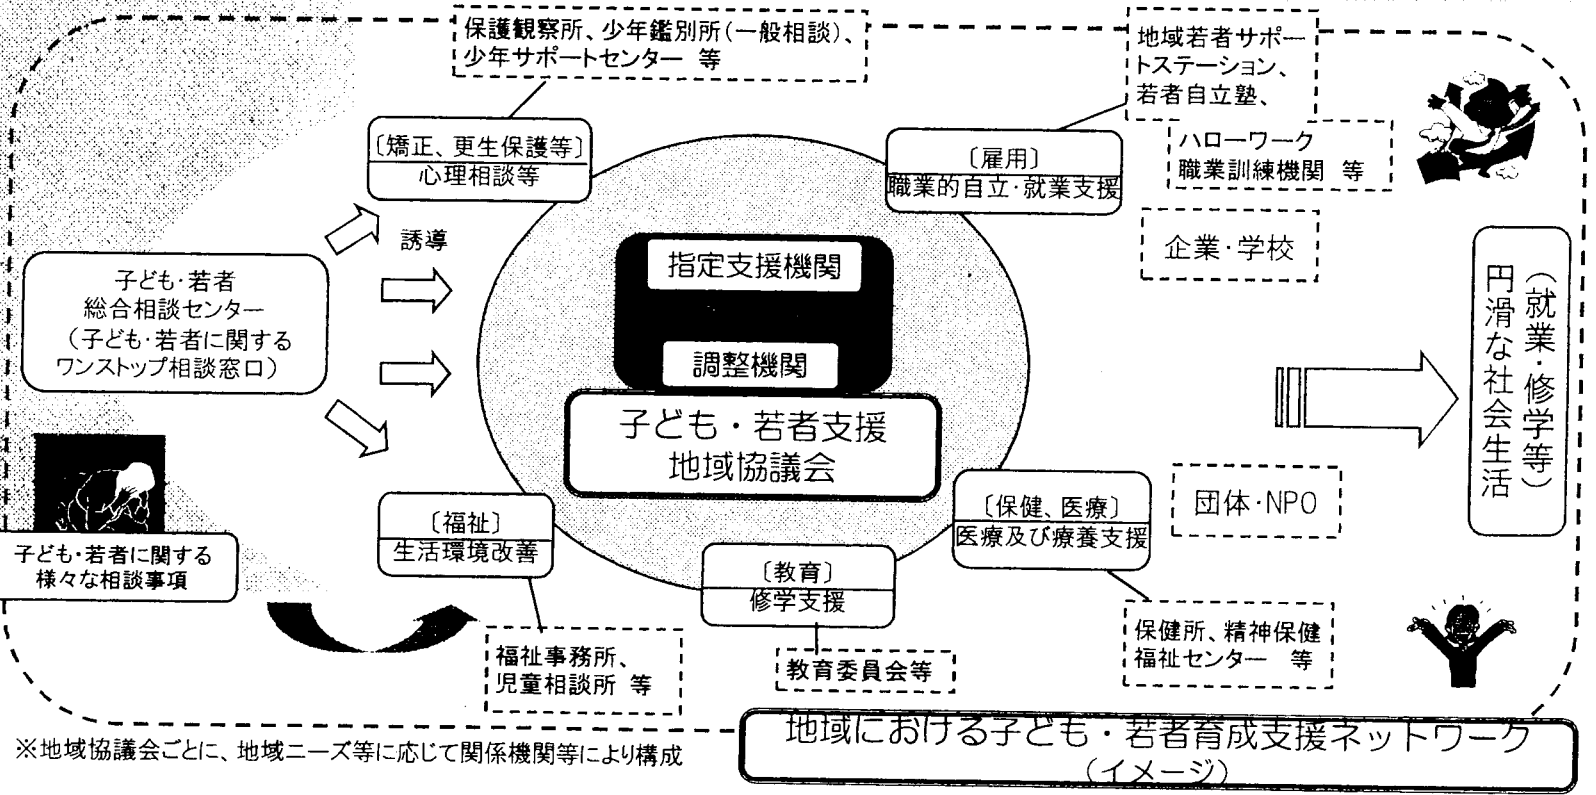 保護観察所、少年鑑別所(一般相談)、
少年サポートセンター 等
地域若者サポー
トステーション、
若者自立塾、
ハローワーク
職業訓練機関 等
〔矯正、更生保護等〕
心理相談等
〔雇用〕
職業的自立・就業支援
企業・学校
誘導
子ども・若者
総合相談センター
(子ども・若者に関する
ワンストップ相談窓口)
指定支援機関
調整機関
子ども・若者支援
地域協議会
(就業・修学等)
円滑な社会生活
団体・NPO
〔福祉〕
生活環境改善
〔教育〕
修学支援
〔保健、医療〕
医療及び療養支援
子ども・若者に関する
様々な相談事項
福祉事務所、
児童相談所 等
教育委員会等
保健所、精神保健
福祉センター 等
※地域協議会ごとに、地域ニーズ等に応じて関係機関等により構成
地域における子ども・若者育成支援ネットワーク
(イメージ)